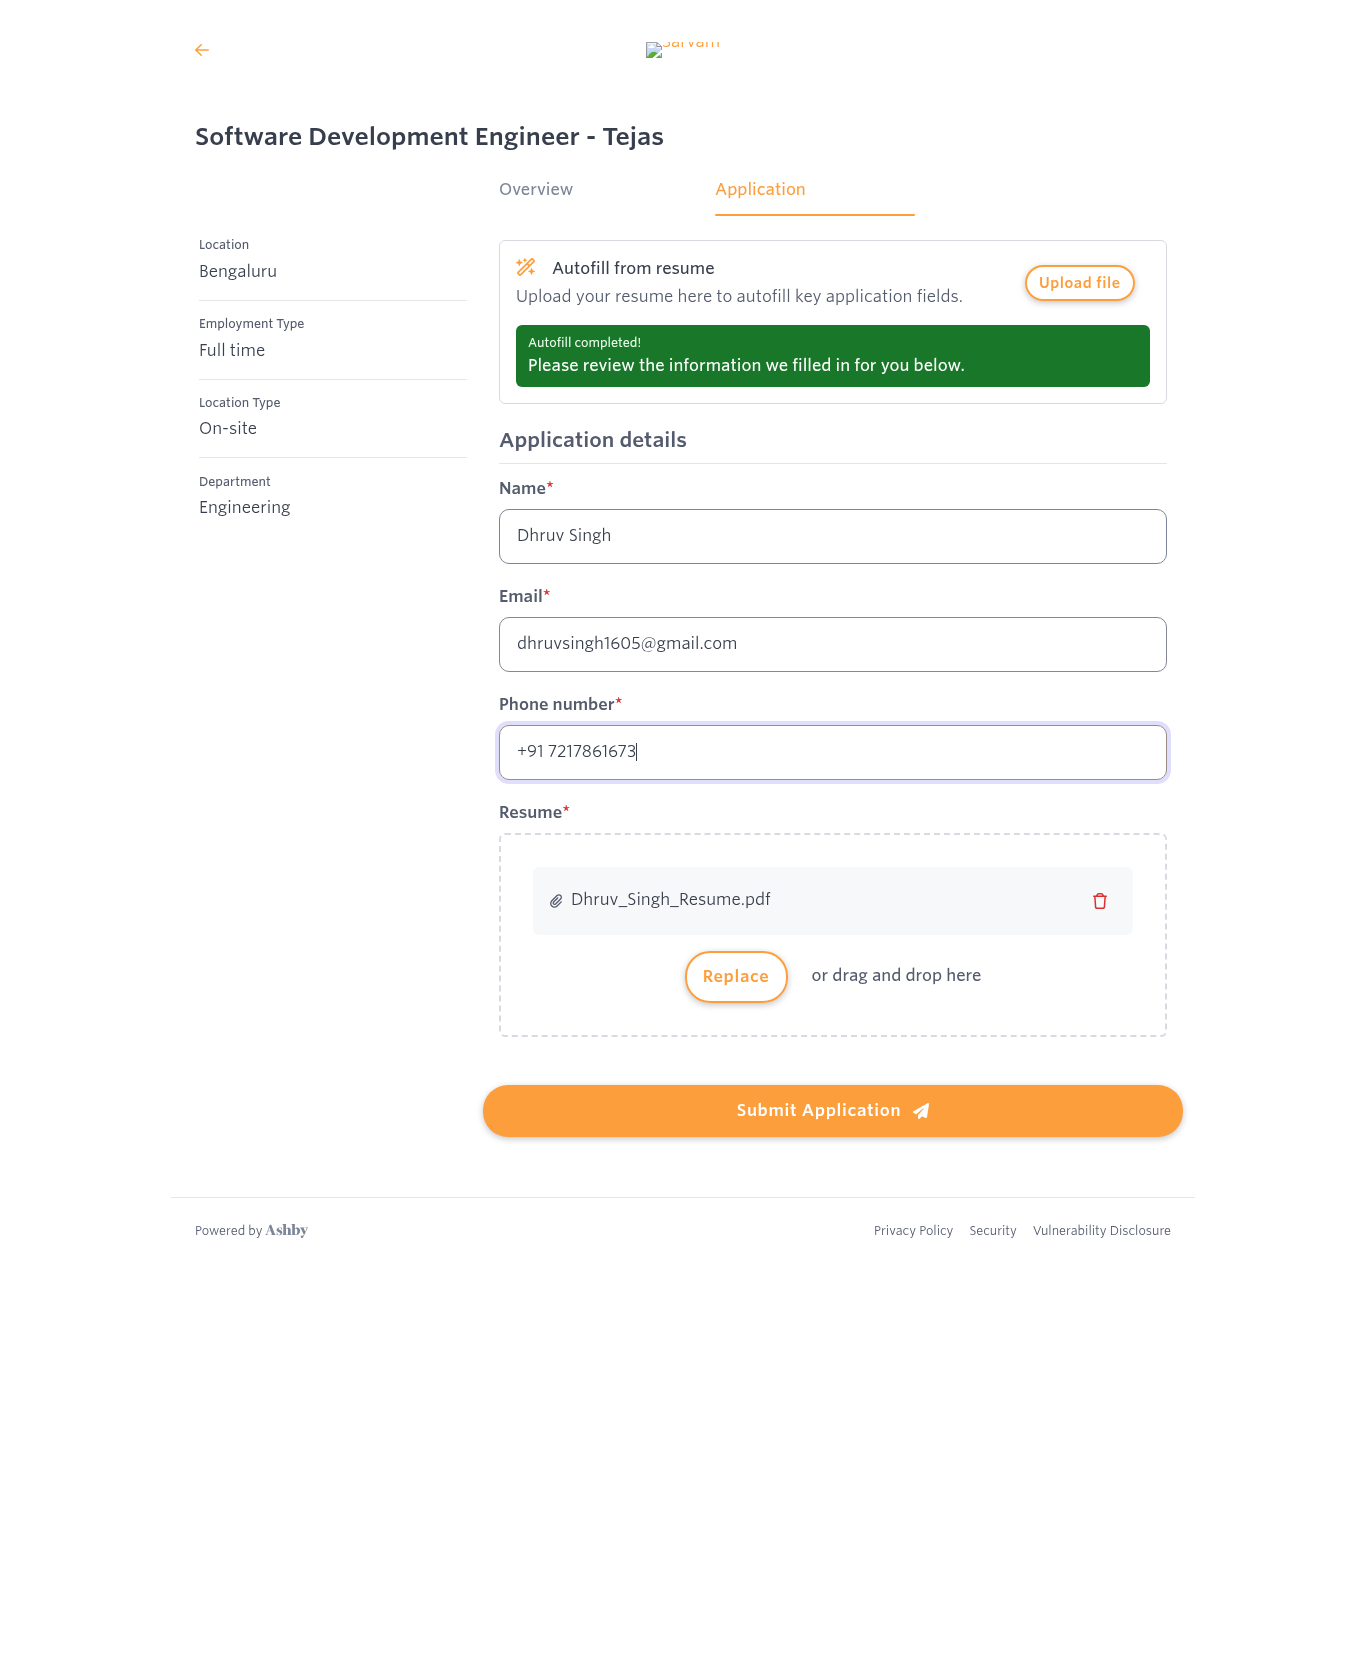 Sarvam
Software Development Engineer - Tejas
Overview
Application
Location
Bengaluru
Employment Type
Full time
Location Type
On-site
Department
Engineering
Autofill from resume
Upload your resume here to autofill key application fields.
Upload file
Autofill completed!
Please review the information we filled in for you below.
Application details
Name*
Dhruv Singh
Email*
dhruvsingh1605@gmail.com
Phone number*
+91 7217861673
Resume*
Dhruv_Singh_Resume.pdf
Replace
or drag and drop here
Submit Application
Powered by Ashby
Privacy Policy
Security
Vulnerability Disclosure